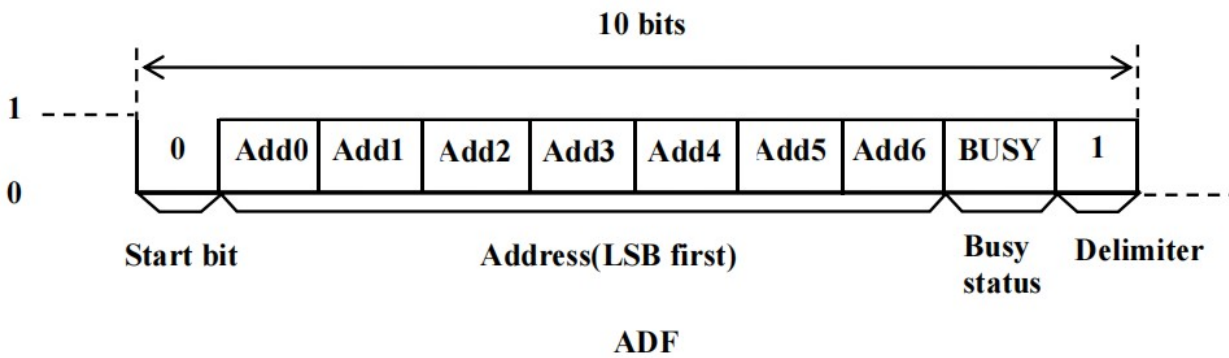 10 bits
1
0 Add0 Add1 Add2 Add3 Add4 Add5 Add6 BUSY 1
0
Start bit Address(LSB first) Busy status Delimiter
ADF